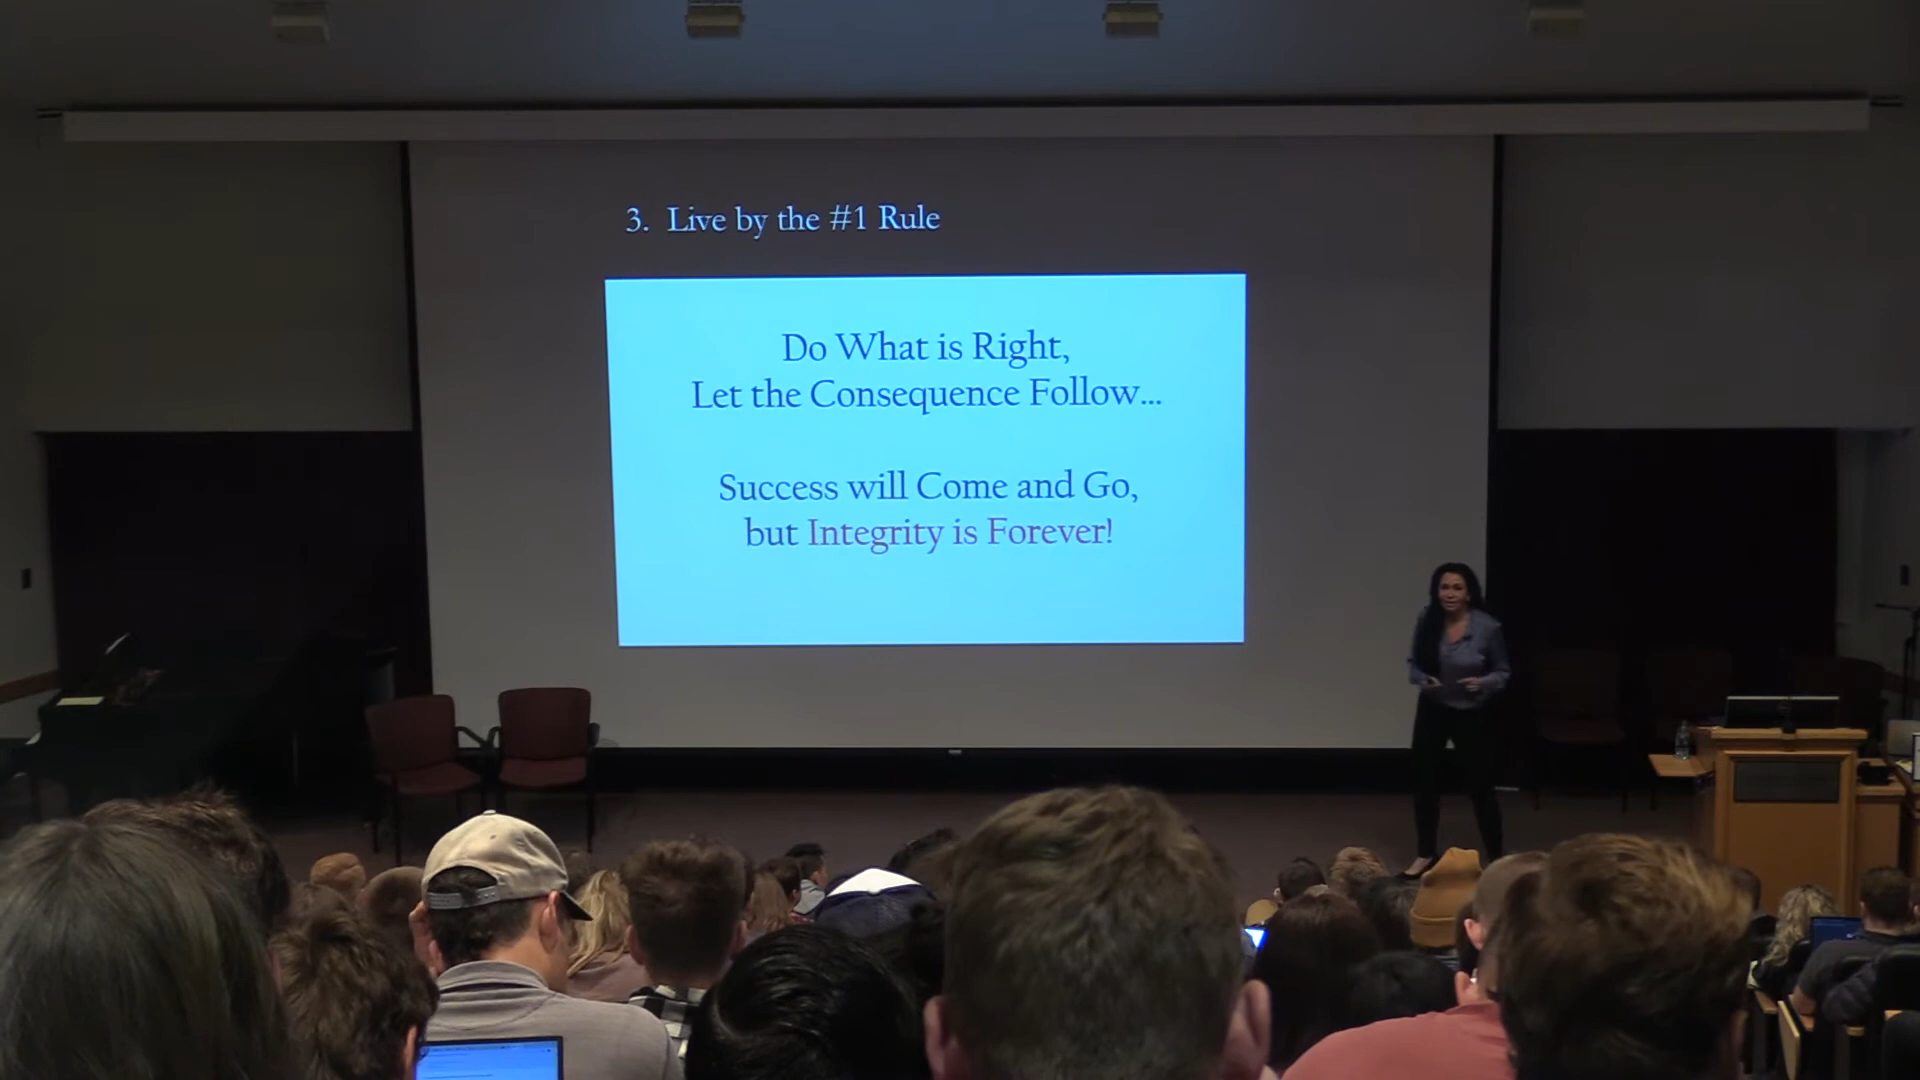 3. Live by the #1 Rule
Do What is Right,
Let the Consequence Follow...
Success will Come and Go,
but Integrity is Forever!